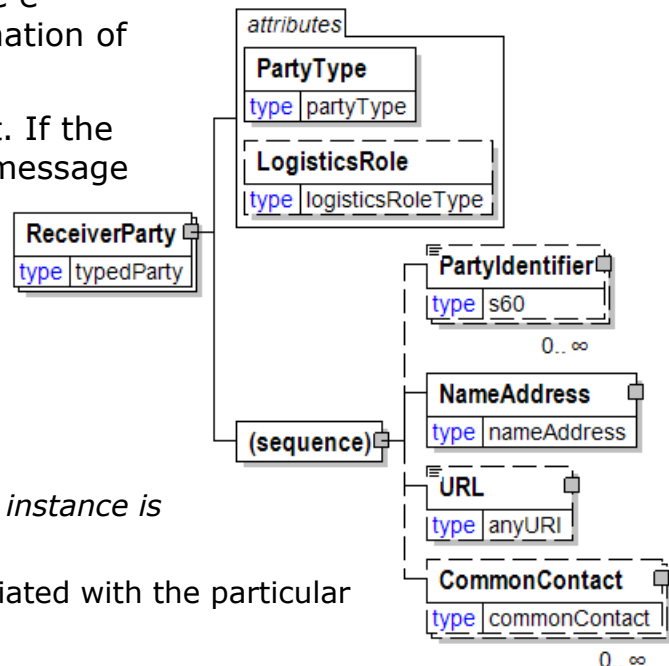 nation of
t. If the
message
instance is
iated with the particular
attributes
PartyType
type partyType
LogisticsRole
type logisticsRoleType
ReceiverParty
type typedParty
(sequence)
PartyIdentifier
type s60
0.. ∞
NameAddress
type nameAddress
URL
type anyURI
CommonContact
type commonContact
0.. ∞